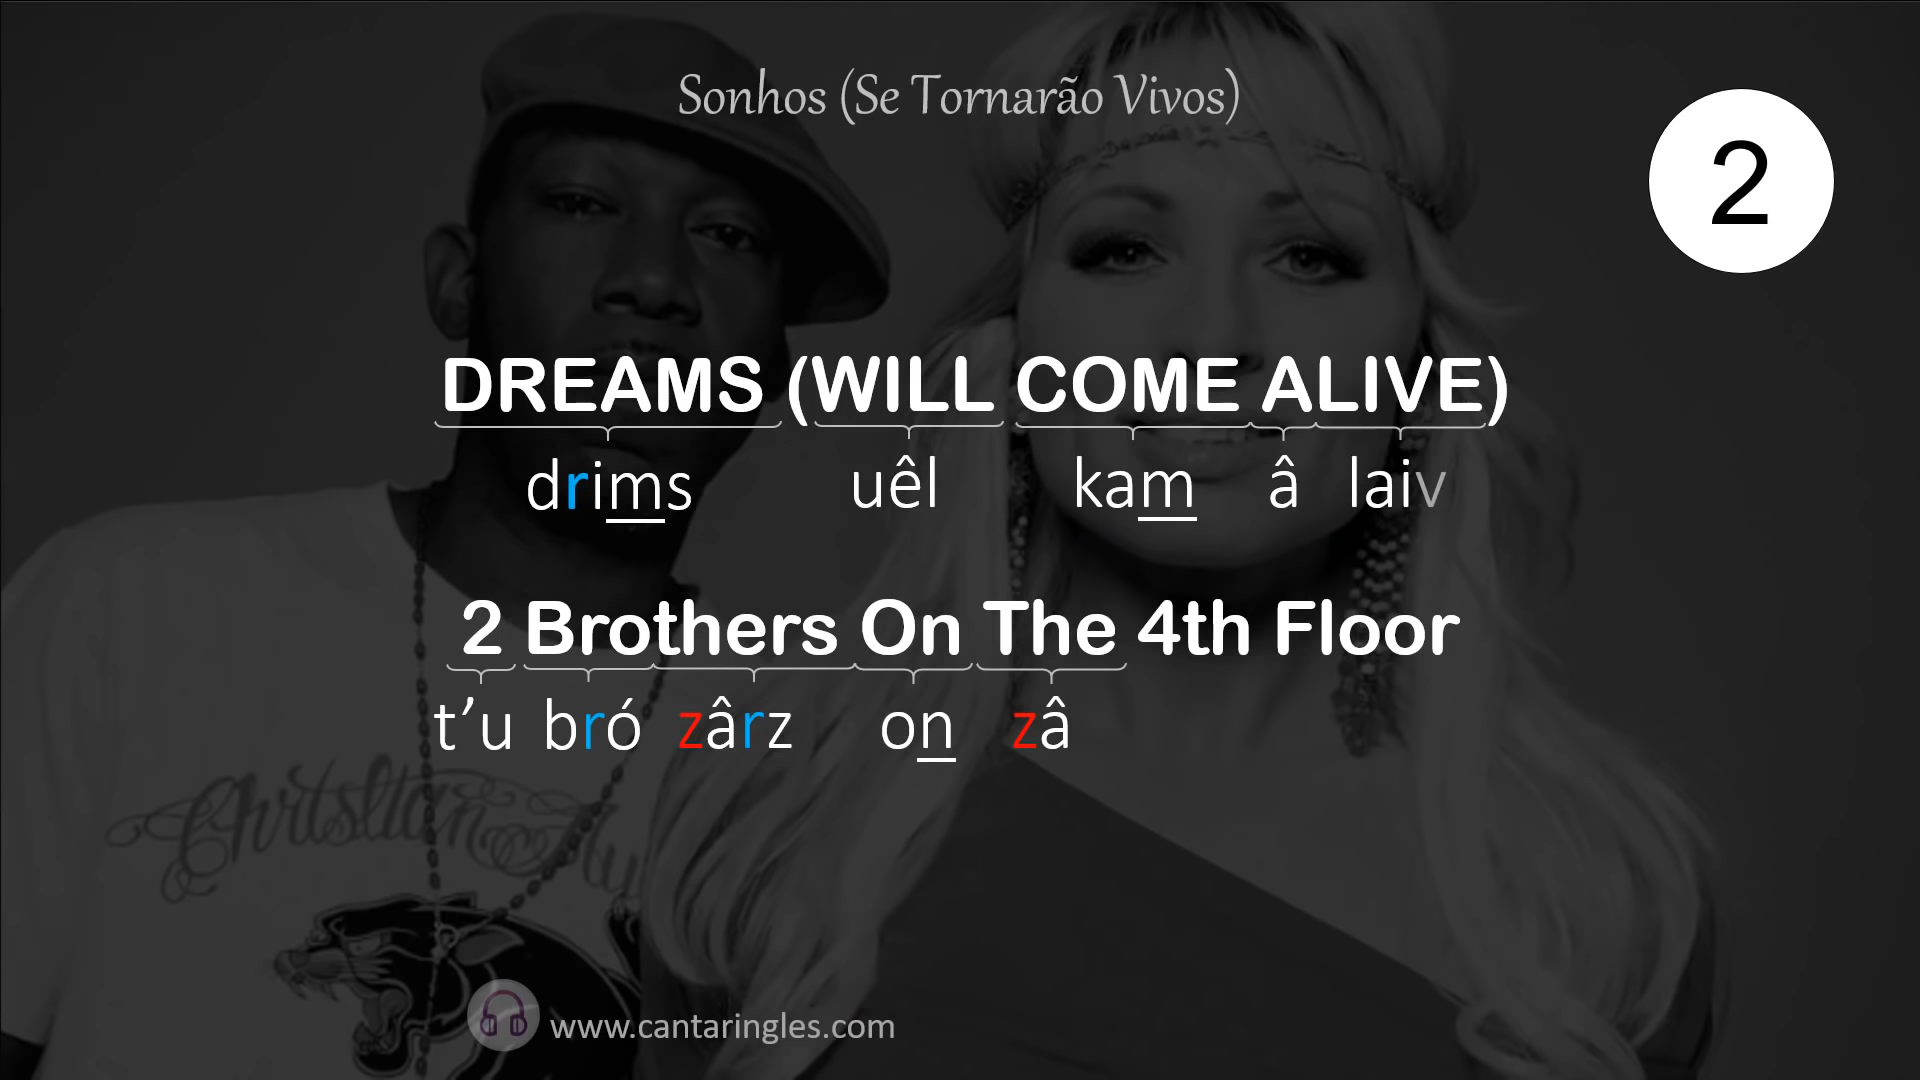 Sonhos (Se Tornarão Vivos)
2
DREAMS (WILL COME ALIVE)
drims uêl kam â laiv
2 Brothers On The 4th Floor
t’u bró zârz on zâ
www.cantaringles.com